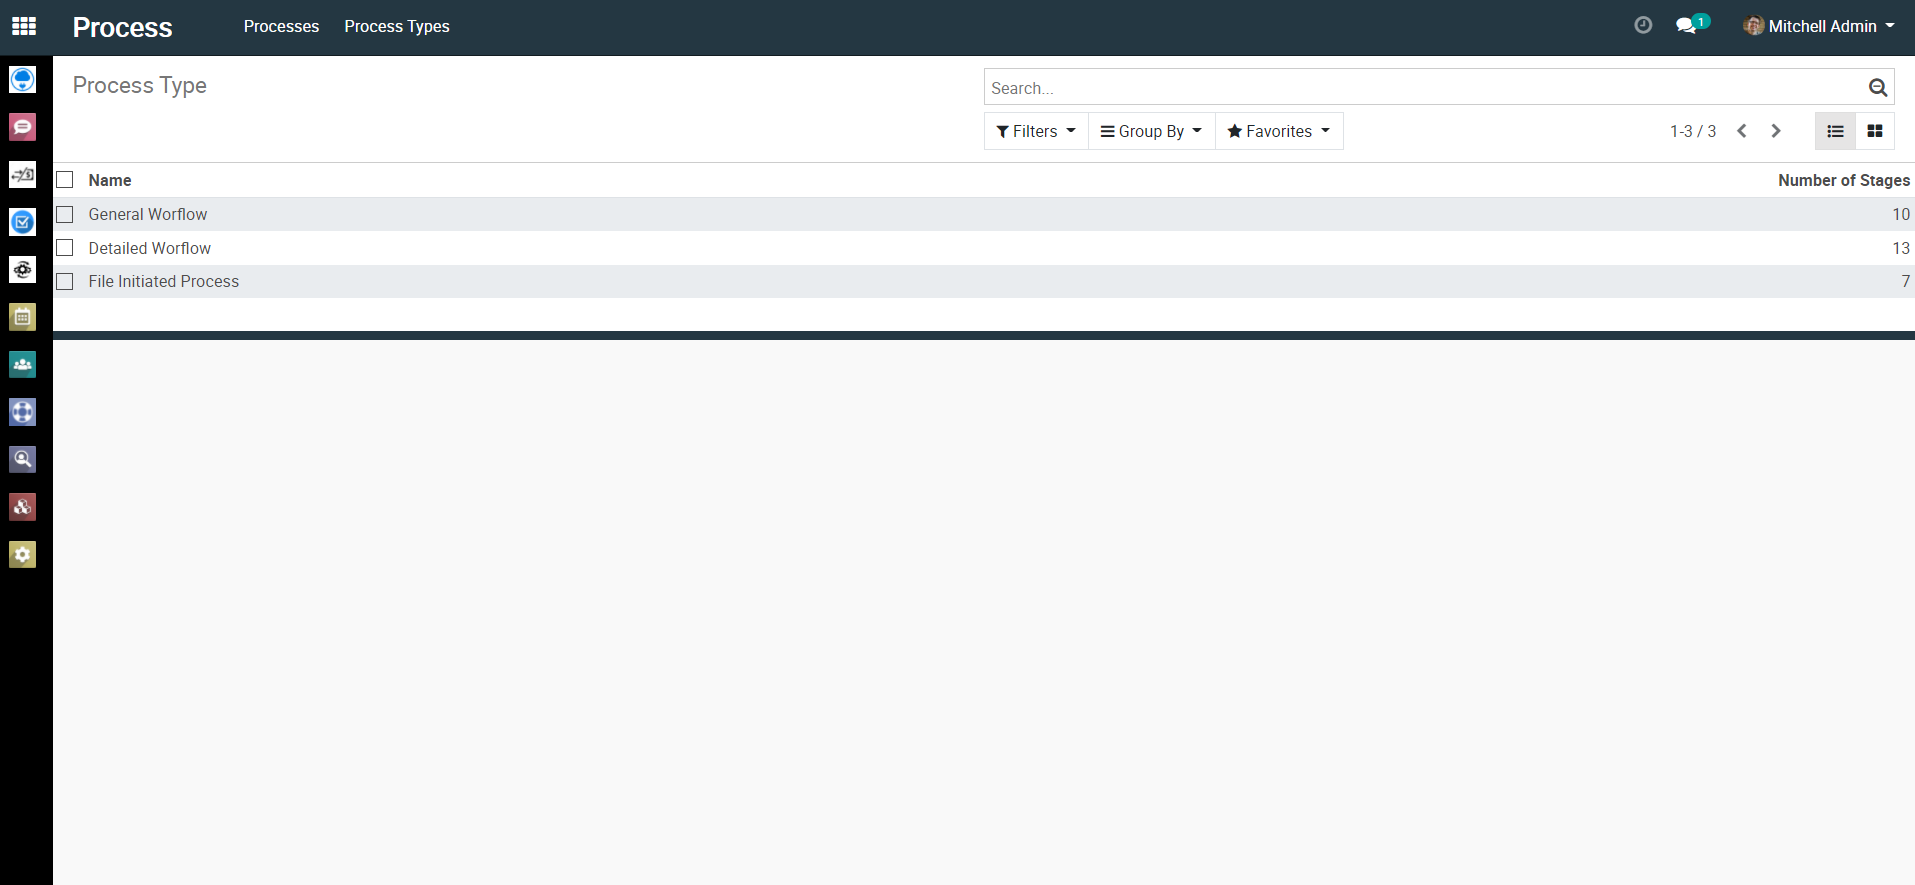 Process Processes Process Types 1 Mitchell Admin
Process Type
Search...
Filters Group By Favorites 1-3 / 3
Name Number of Stages
General Worflow 10
Detailed Worflow 13
File Initiated Process 7